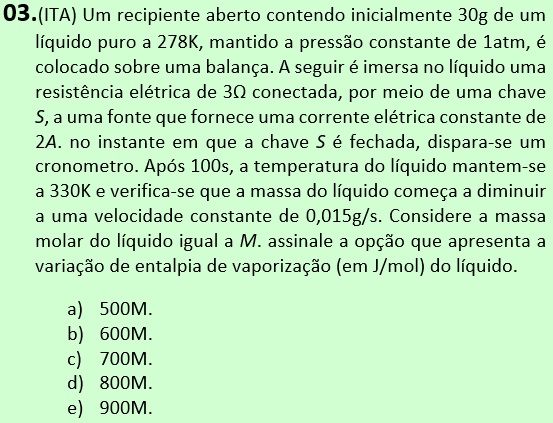 03.(ITA) Um recipiente aberto contendo inicialmente 30g de um
líquido puro a 278K, mantido a pressão constante de 1atm, é
colocado sobre uma balança. A seguir é imersa no líquido uma
resistência elétrica de 3Ω conectada, por meio de uma chave
S, a uma fonte que fornece uma corrente elétrica constante de
2A. no instante em que a chave S é fechada, dispara-se um
cronometro. Após 100s, a temperatura do líquido mantem-se
a 330K e verifica-se que a massa do líquido começa a diminuir
a uma velocidade constante de 0,015g/s. Considere a massa
molar do líquido igual a M. assinale a opção que apresenta a
variação de entalpia de vaporização (em J/mol) do líquido.
a) 500M.
b) 600M.
c) 700M.
d) 800M.
e) 900M.